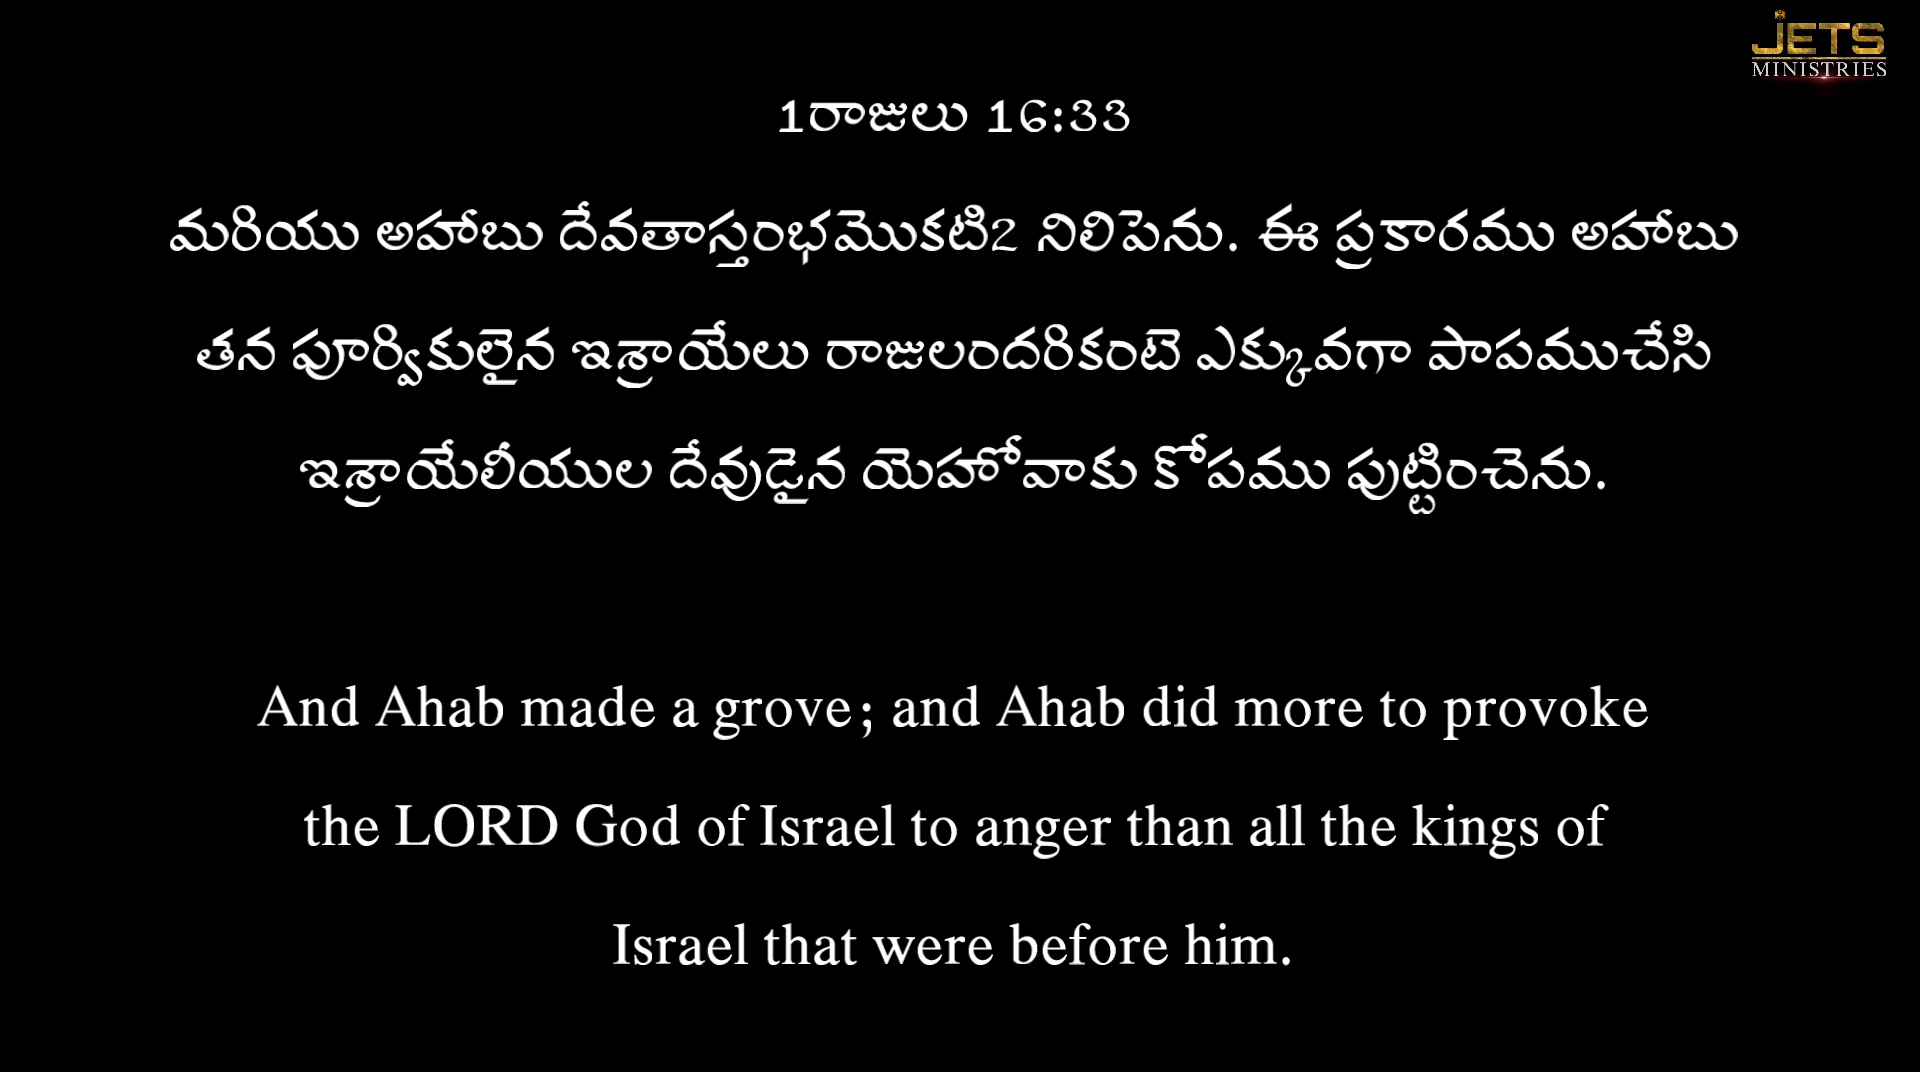 JETS
MINISTRIES
1రాజులు 16:33
మరియు అహాబు దేవతాస్తంభమొకటి2 నిలిపెను. ఈ ప్రకారము అహాబు
తన పూర్వికులైన ఇశ్రాయేలు రాజులందరికంటె ఎక్కువగా పాపముచేసి
ఇశ్రాయేలీయుల దేవుడైన యెహోవాకు కోపము పుట్టించెను.
And Ahab made a grove; and Ahab did more to provoke
the LORD God of Israel to anger than all the kings of
Israel that were before him.